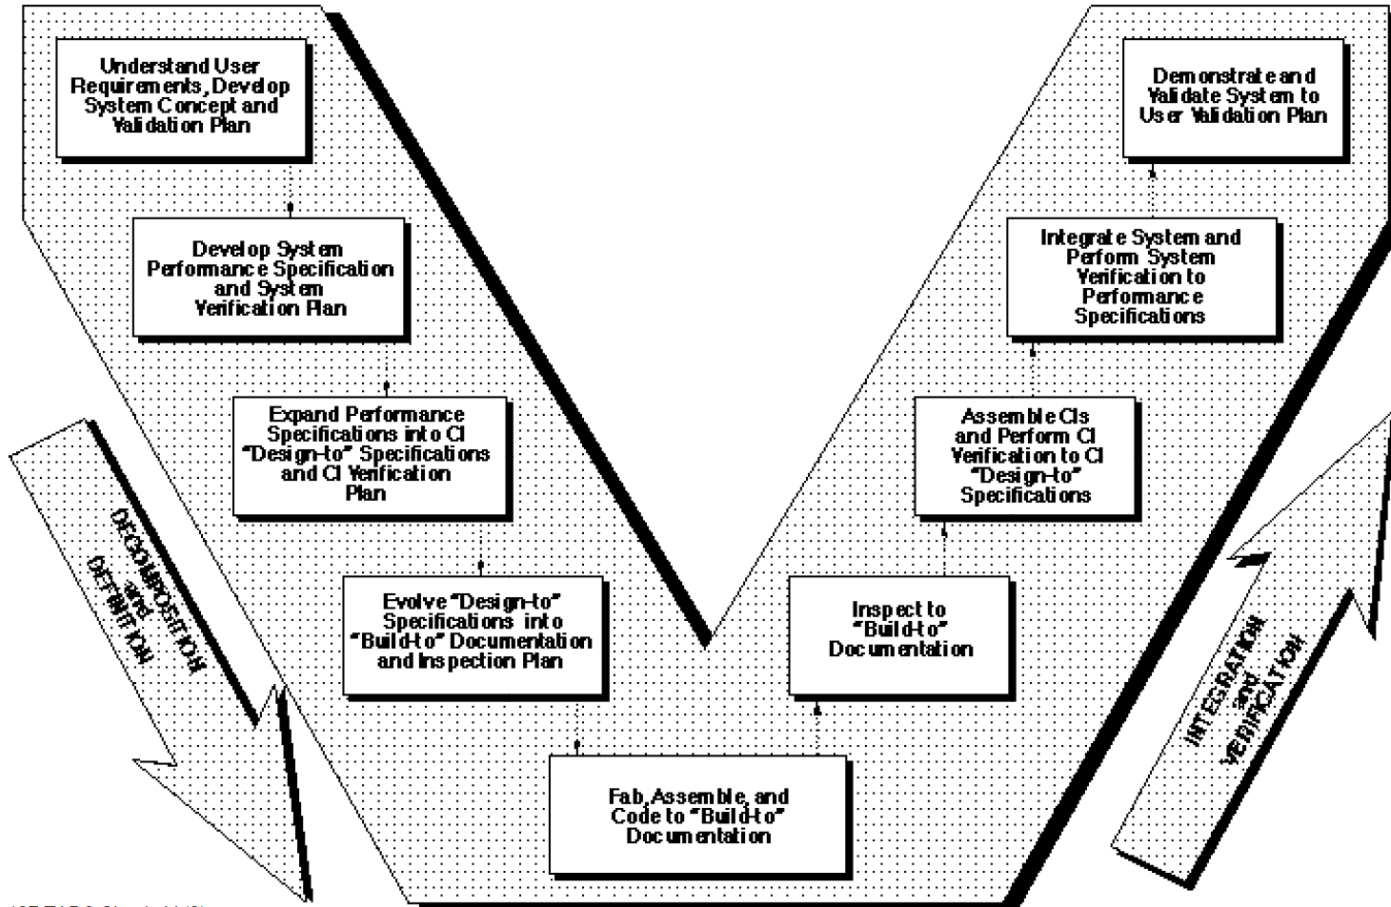 Understand User
Requirements, Develop
System Concept and
Validation Plan
Develop System
Performance Specification
and System
Verification Plan
Expand Performance
Specifications into CI
"Design-to" Specifications
and CI Verification
Plan
Evolve "Design-to"
Specifications into
"Build-to" Documentation
and Inspection Plan
Fab, Assemble, and
Code to "Build-to"
Documentation
Inspect to
"Build-to"
Documentation
Assemble CIs
and Perform CI
Verification to CI
"Design-to"
Specifications
Integrate System and
Perform System
Verification to
Performance
Specifications
Demonstrate and
Validate System to
User Validation Plan
DECOMPOSITION
and
DEFINITION
INTEGRATION
and
VERIFICATION